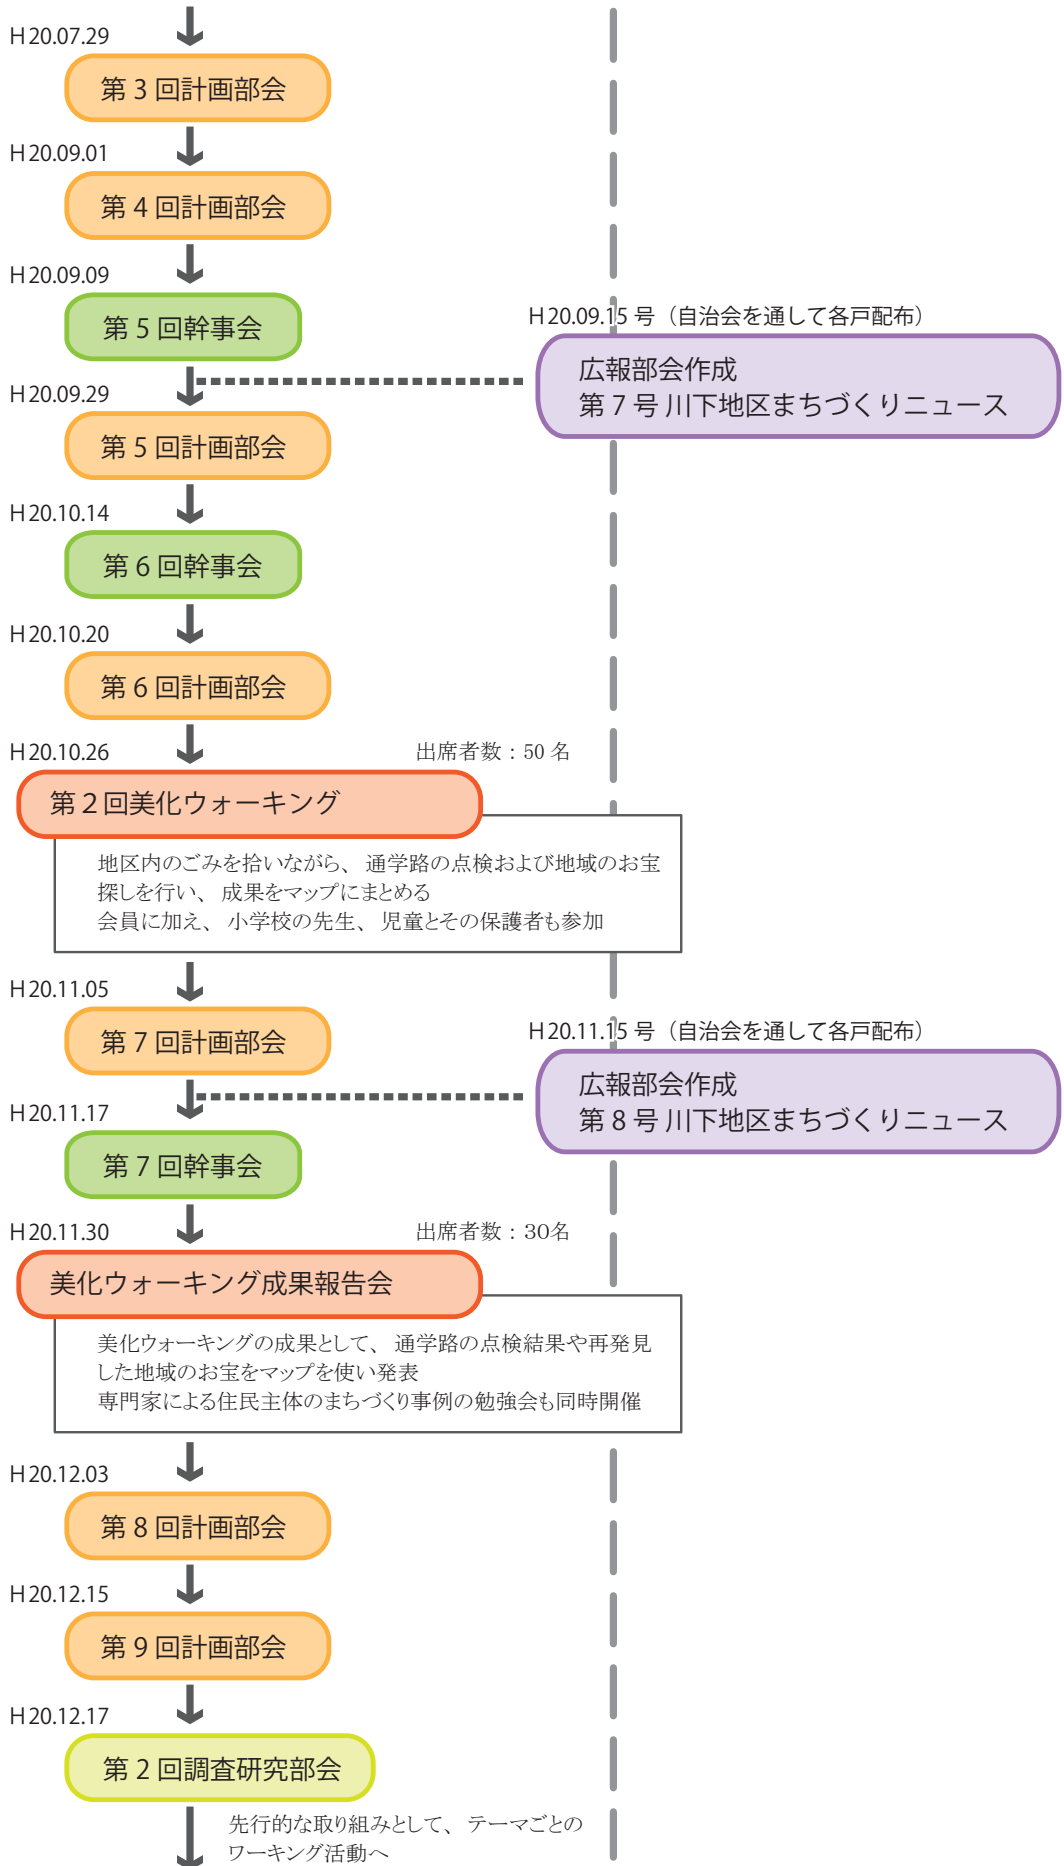 H20.07.29
第3回計画部会
H20.09.01
第4回計画部会
H20.09.09
第5回幹事会
H20.09.15 号（自治会を通して各戸配布）
広報部会作成
第7号 川下地区まちづくりニュース
H20.09.29
第5回計画部会
H20.10.14
第6回幹事会
H20.10.20
第6回計画部会
H20.10.26
出席者数：50名
第2回美化ウォーキング
地区内のごみを拾いながら、通学路の点検および地域のお宝
探しを行い、成果をマップにまとめる
会員に加え、小学校の先生、児童とその保護者も参加
H20.11.05
第7回計画部会
H20.11.15 号（自治会を通して各戸配布）
広報部会作成
第8号 川下地区まちづくりニュース
H20.11.17
第7回幹事会
H20.11.30
出席者数：30名
美化ウォーキング成果報告会
美化ウォーキングの成果として、通学路の点検結果や再発見
した地域のお宝をマップを使い発表
専門家による住民主体のまちづくり事例の勉強会も同時開催
H20.12.03
第8回計画部会
H20.12.15
第9回計画部会
H20.12.17
第2回調査研究部会
先行的な取り組みとして、テーマごとの
ワーキング活動へ